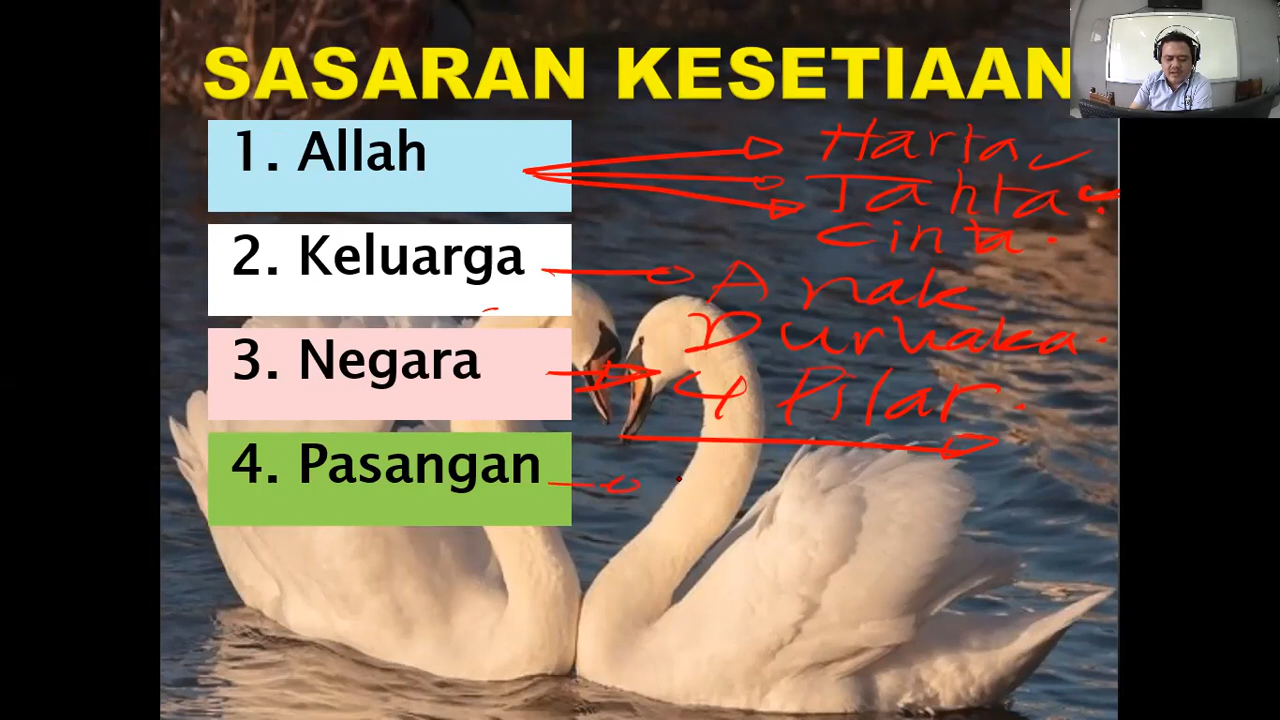 SASARAN KESETIAAN
1. Allah
Harta
Tahta
Cinta
2. Keluarga
Anak
Durhaka
3. Negara
4 Pilar
4. Pasangan